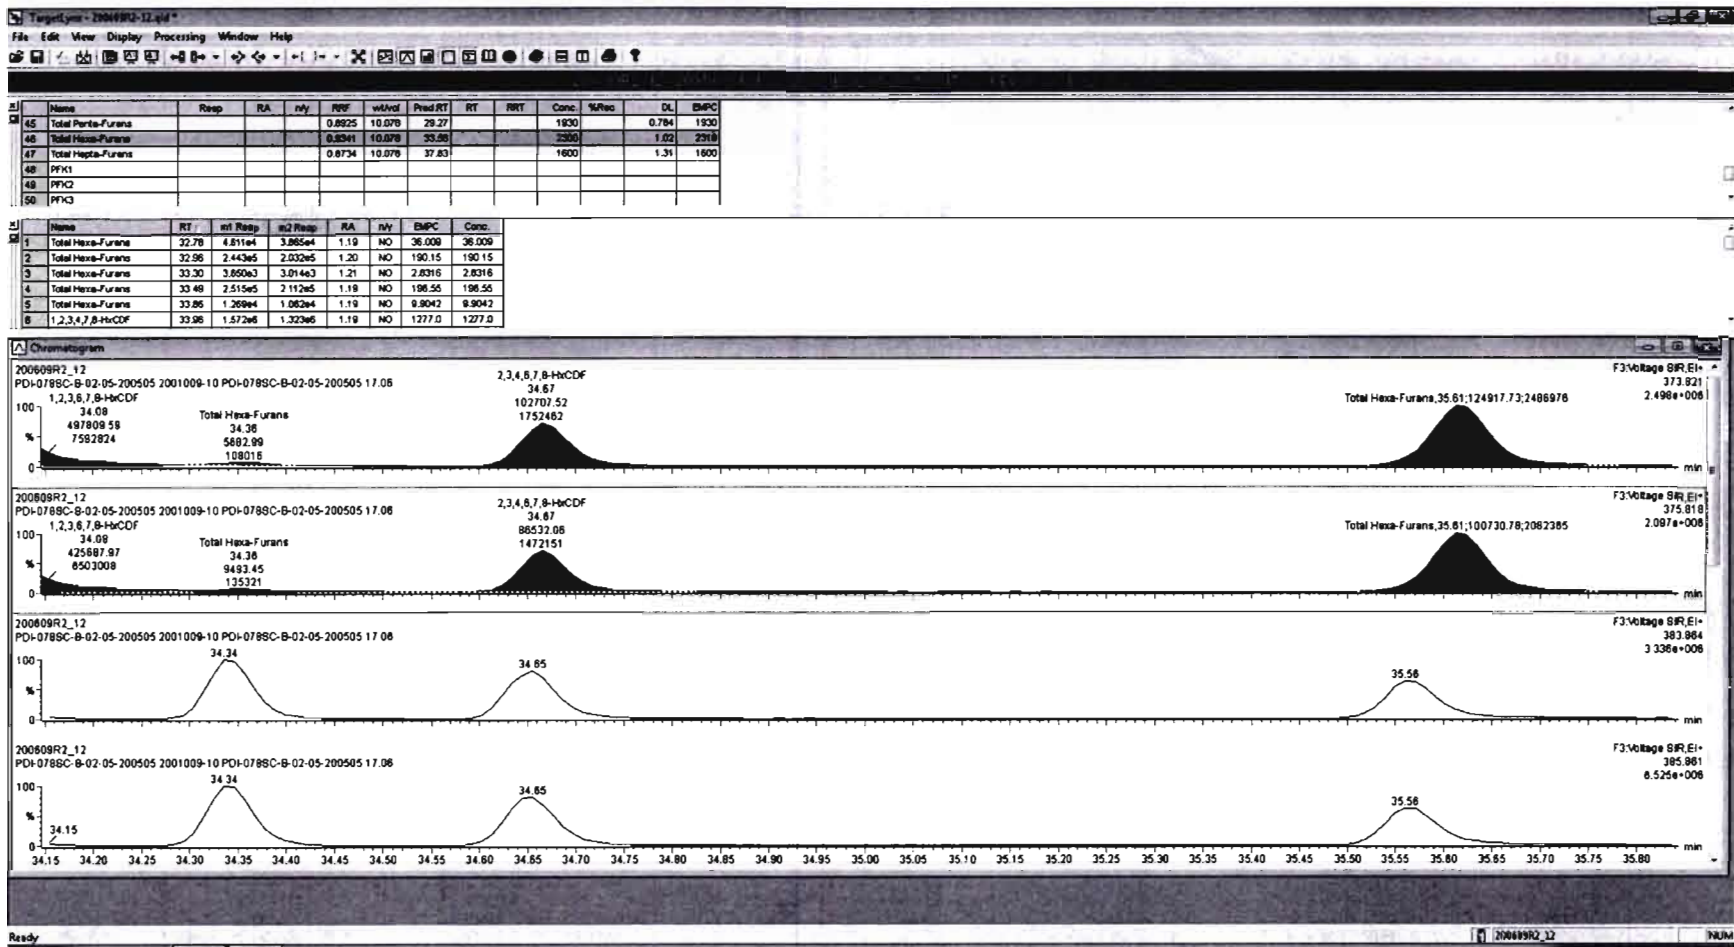 TargetLynx - 200609R2-12.qld *
File Edit View Display Processing Window Help
Name Resp RA n/y RRF wt/vol Pred.RT RT RRT Conc. %Rec DL EMPC
45 Total Penta-Furans 0.8925 10.076 29.27 1930 0.784 1930
46 Total Hexa-Furans 10.076 2300 1.02
47 Total Hepta-Furans 0.8734 10.076 37.83 1600 1.31 1600
48 PFK1
49 PFK2
50 PFK3
Name RT m1 Resp m2 Resp RA n/y EMPC Conc.
1 Total Hexa-Furans 32.78 4.611e4 3.865e4 1.19 NO 36.009 36.009
2 Total Hexa-Furans 32.96 2.443e5 2.032e5 1.20 NO 190.15 190.15
3 Total Hexa-Furans 33.30 3.650e3 3.014e3 1.21 NO 2.8316 2.8316
4 Total Hexa-Furans 33.49 2.515e5 2.112e5 1.19 NO 196.55 196.55
5 Total Hexa-Furans 33.86 1.269e4 1.062e4 1.19 NO 9.9042 9.9042
6 1,2,3,4,7,8-HxCDF 33.96 1.572e6 1.323e6 1.19 NO 1277.0 1277.0
Chromatogram
200609R2_12
PDI-078SC-B-02-05-200505 2001009-10 PDI-078SC-B-02-05-200505 17.06
F3:Voltage SIR,EI+
373.821
2.498e+006
1,2,3,6,7,8-HxCDF
34.08
497809.59
7592824
Total Hexa-Furans
34.36
5682.99
108016
2,3,4,6,7,8-HxCDF
34.67
102707.52
1752462
Total Hexa-Furans,35.61;124917.73;2486976
100
%
0
min
200609R2_12
PDI-078SC-B-02-05-200505 2001009-10 PDI-078SC-B-02-05-200505 17.06
F3:Voltage SIR,EI+
375.818
2.097e+006
1,2,3,6,7,8-HxCDF
34.09
425687.97
6503008
Total Hexa-Furans
34.36
9493.45
135321
2,3,4,6,7,8-HxCDF
34.67
86532.06
1472151
Total Hexa-Furans,35.61;100730.78;2082385
100
%
0
min
200609R2_12
PDI-078SC-B-02-05-200505 2001009-10 PDI-078SC-B-02-05-200505 17.06
F3:Voltage SIR,EI+
383.864
3.336e+006
34.34 34.65 35.56
100
%
0
min
200609R2_12
PDI-078SC-B-02-05-200505 2001009-10 PDI-078SC-B-02-05-200505 17.06
F3:Voltage SIR,EI+
385.861
6.525e+006
34.34 34.65 35.56
100
%
34.15
0
min
34.15 34.20 34.25 34.30 34.35 34.40 34.45 34.50 34.55 34.60 34.65 34.70 34.75 34.80 34.85 34.90 34.95 35.00 35.05 35.10 35.15 35.20 35.25 35.30 35.35 35.40 35.45 35.50 35.55 35.60 35.65 35.70 35.75 35.80
Ready 200609R2_12 NUM